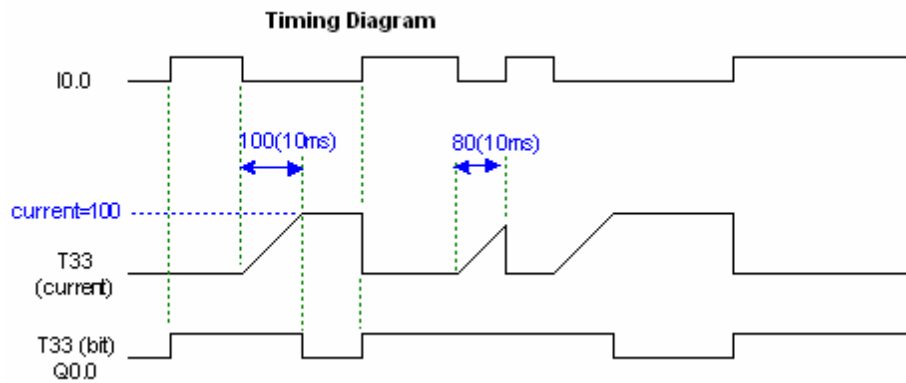 Timing Diagram
I0.0
100(10ms)
80(10ms)
current=100
T33
(current)
T33 (bit)
Q0.0